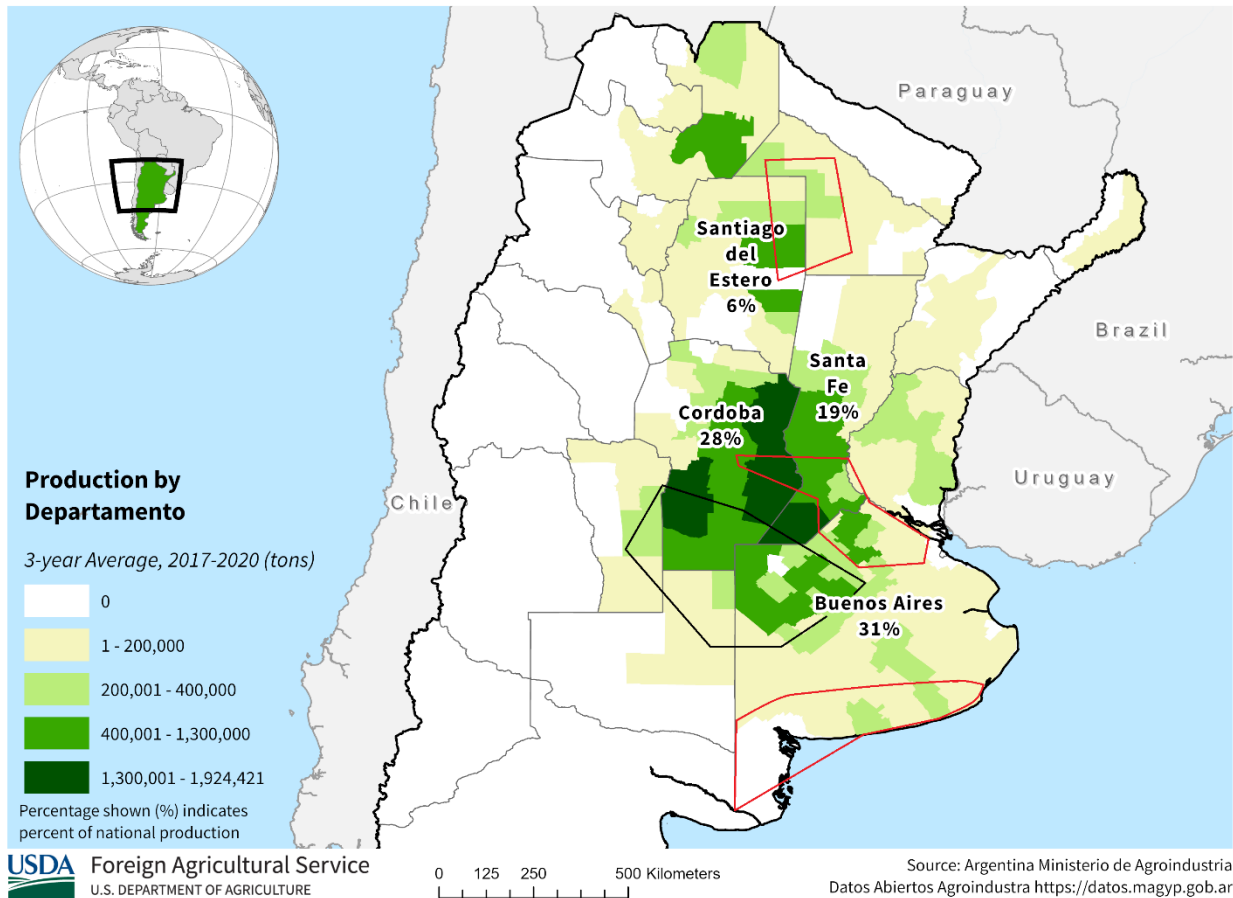 Paraguay
Santiago
del
Estero
6%
Brazil
Santa
Fe
19%
Cordoba
28%
Uruguay
Chile
Buenos Aires
31%
Production by
Departamento
3-year Average, 2017-2020 (tons)
0
1 - 200,000
200,001 - 400,000
400,001 - 1,300,000
1,300,001 - 1,924,421
Percentage shown (%) indicates
percent of national production
USDA Foreign Agricultural Service
U.S. DEPARTMENT OF AGRICULTURE
0 125 250 500 Kilometers
Source: Argentina Ministerio de Agroindustria
Datos Abiertos Agroindustra https://datos.magyp.gob.ar